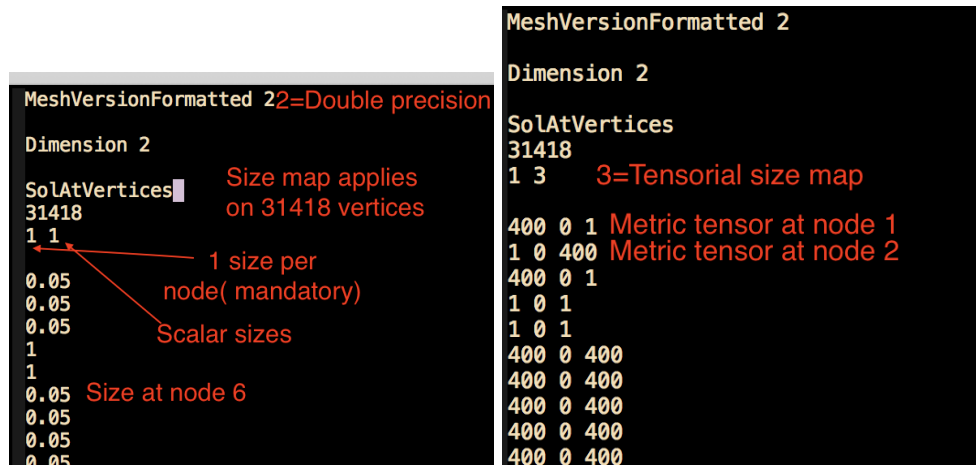 MeshVersionFormatted 2 2=Double precision
Dimension 2
SolAtVertices
Size map applies
on 31418 vertices
31418
1 1
1 size per
node( mandatory)
0.05
0.05
0.05
Scalar sizes
1
1
0.05 Size at node 6
0.05
0.05
0.05
MeshVersionFormatted 2
Dimension 2
SolAtVertices
31418
1 3 3=Tensorial size map
400 0 1 Metric tensor at node 1
1 0 400 Metric tensor at node 2
400 0 1
1 0 1
1 0 1
400 0 400
400 0 400
400 0 400
400 0 400
400 0 400